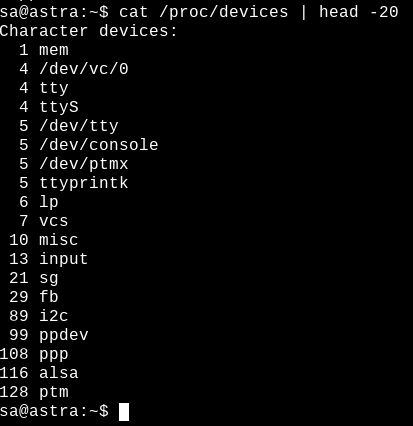 sa@astra:~$ cat /proc/devices | head -20
Character devices:
  1 mem
  4 /dev/vc/0
  4 tty
  4 ttyS
  5 /dev/tty
  5 /dev/console
  5 /dev/ptmx
  5 ttyprintk
  6 lp
  7 vcs
 10 misc
 13 input
 21 sg
 29 fb
 89 i2c
 99 ppdev
108 ppp
116 alsa
128 ptm
sa@astra:~$